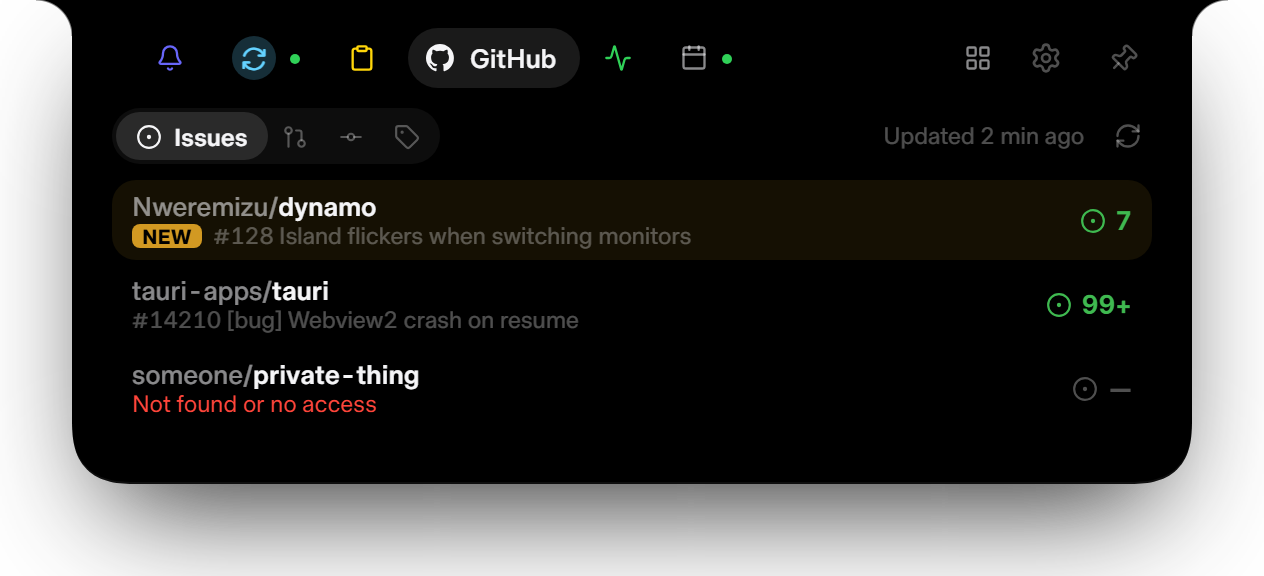 GitHub
Issues
Updated 2 min ago
Nweremizu/dynamo
7
NEW #128 Island flickers when switching monitors
tauri-apps/tauri
99+
#14210 [bug] Webview2 crash on resume
someone/private-thing
—
Not found or no access